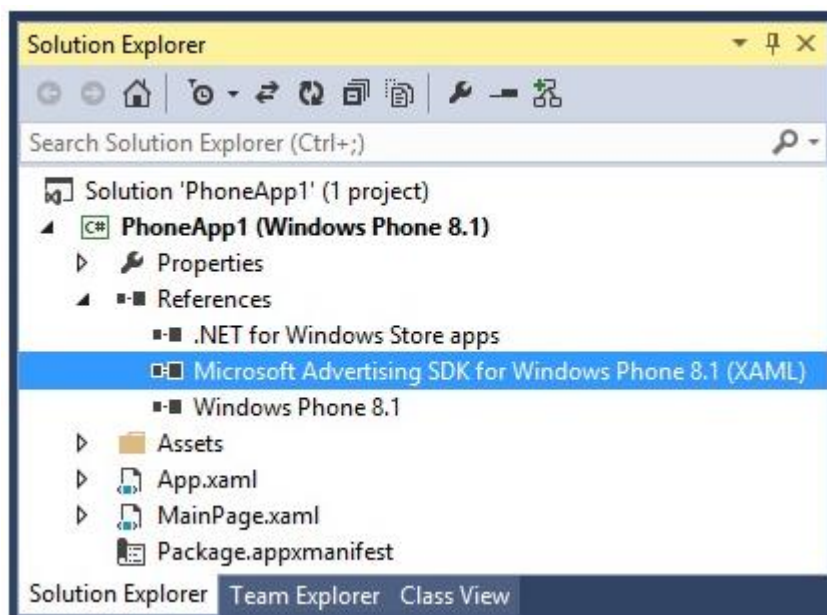 Solution Explorer
Search Solution Explorer (Ctrl+;)
Solution 'PhoneApp1' (1 project)
C# PhoneApp1 (Windows Phone 8.1)
Properties
References
.NET for Windows Store apps
Microsoft Advertising SDK for Windows Phone 8.1 (XAML)
Windows Phone 8.1
Assets
App.xaml
MainPage.xaml
Package.appxmanifest
Solution Explorer Team Explorer Class View